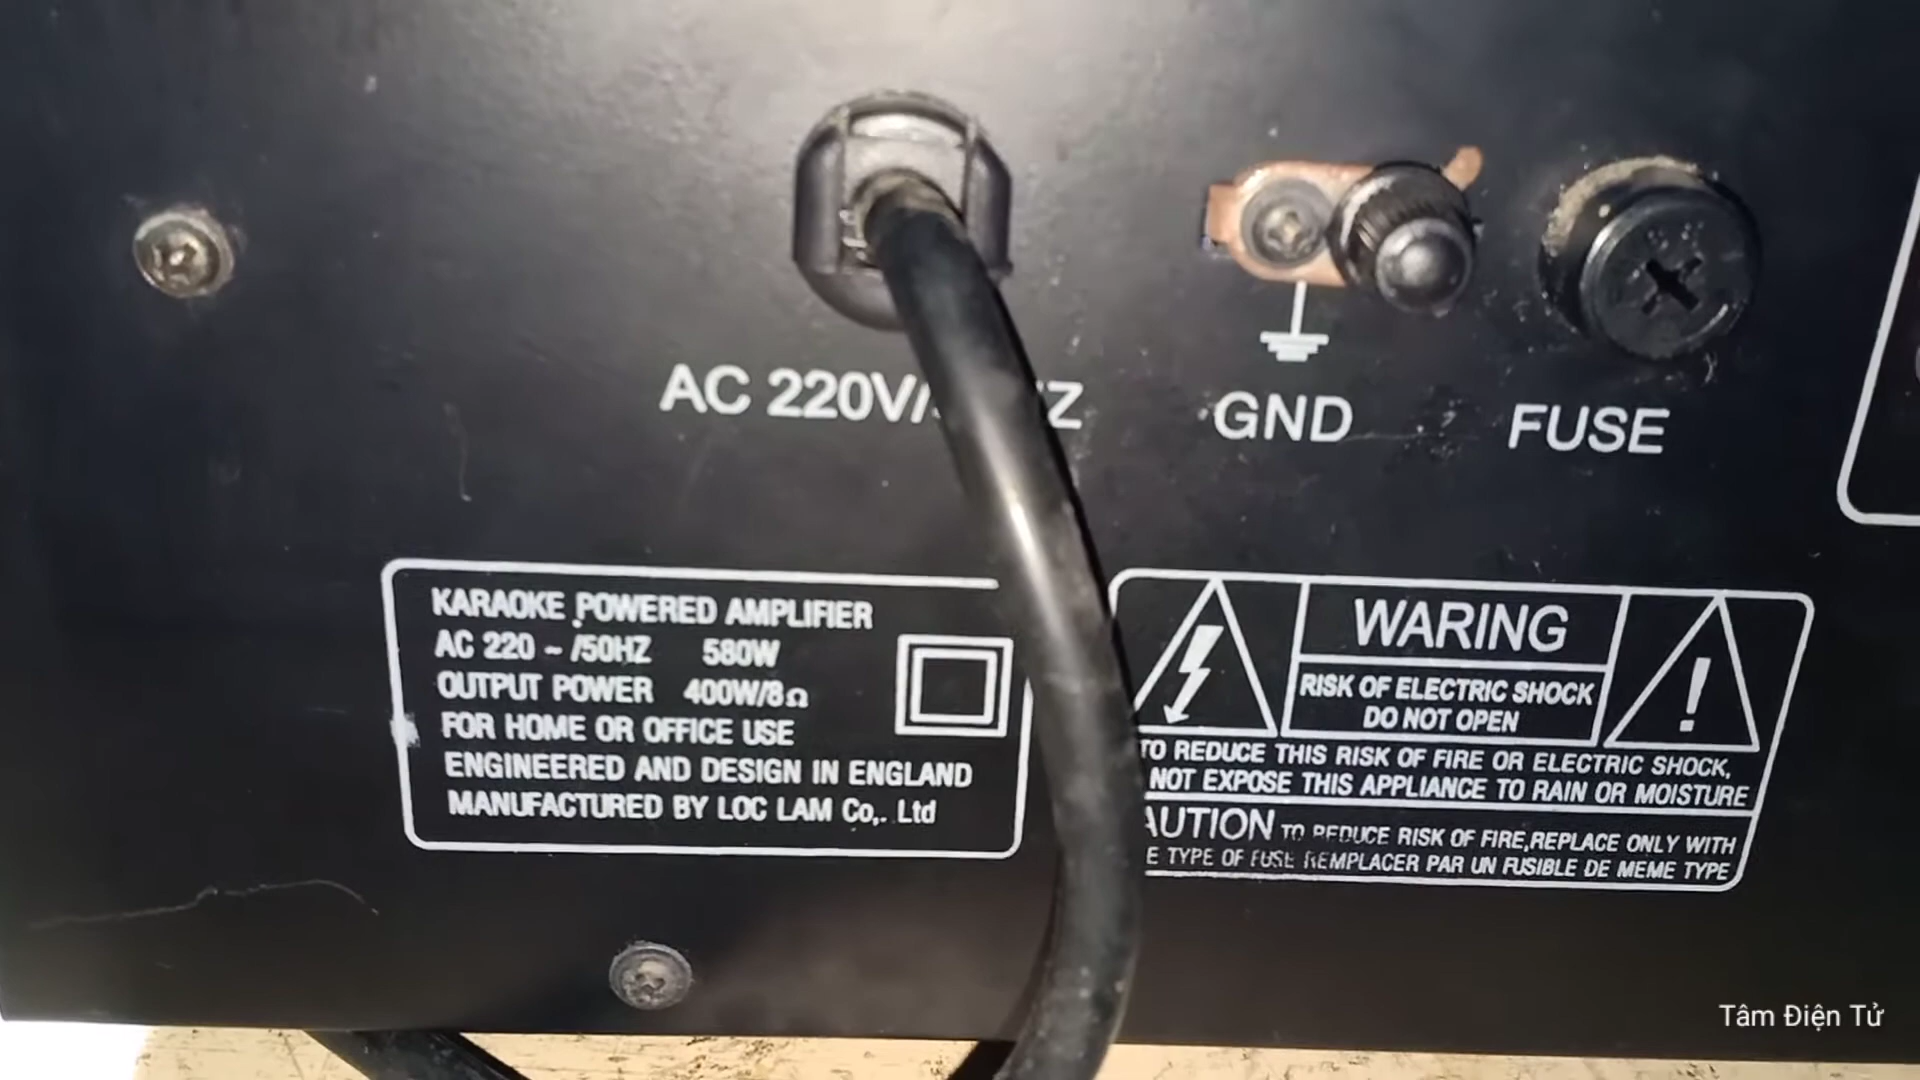 AC 220V/
GND
FUSE
KARAOKE POWERED AMPLIFIER
AC 220 ~ /50HZ 580W
OUTPUT POWER 400W/8Ω
FOR HOME OR OFFICE USE
ENGINEERED AND DESIGN IN ENGLAND
MANUFACTURED BY LOC LAM Co,. Ltd
WARING
RISK OF ELECTRIC SHOCK
DO NOT OPEN
TO REDUCE THIS RISK OF FIRE OR ELECTRIC SHOCK,
NOT EXPOSE THIS APPLIANCE TO RAIN OR MOISTURE
AUTION TO REDUCE RISK OF FIRE,REPLACE ONLY WITH
E TYPE OF FUSE REMPLACER PAR UN FUSIBLE DE MEME TYPE
Tâm Điện Tử